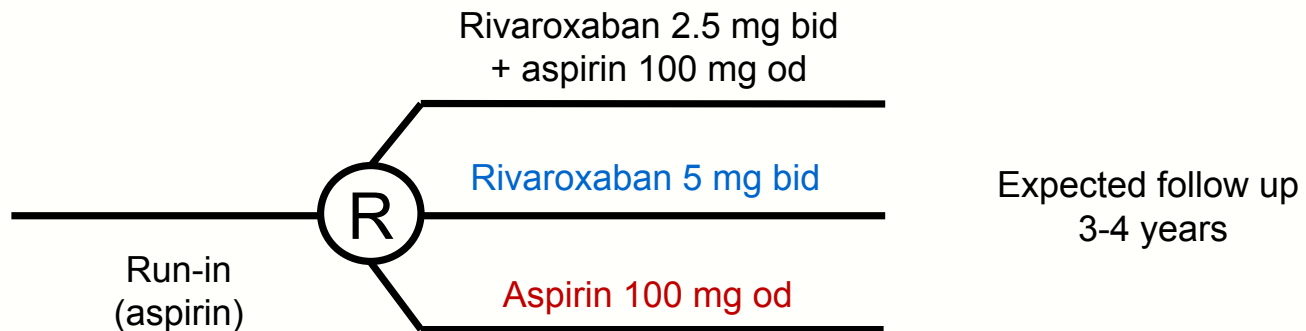 Rivaroxaban 2.5 mg bid
+ aspirin 100 mg od
R
Rivaroxaban 5 mg bid
Expected follow up
3-4 years
Run-in
(aspirin)
Aspirin 100 mg od